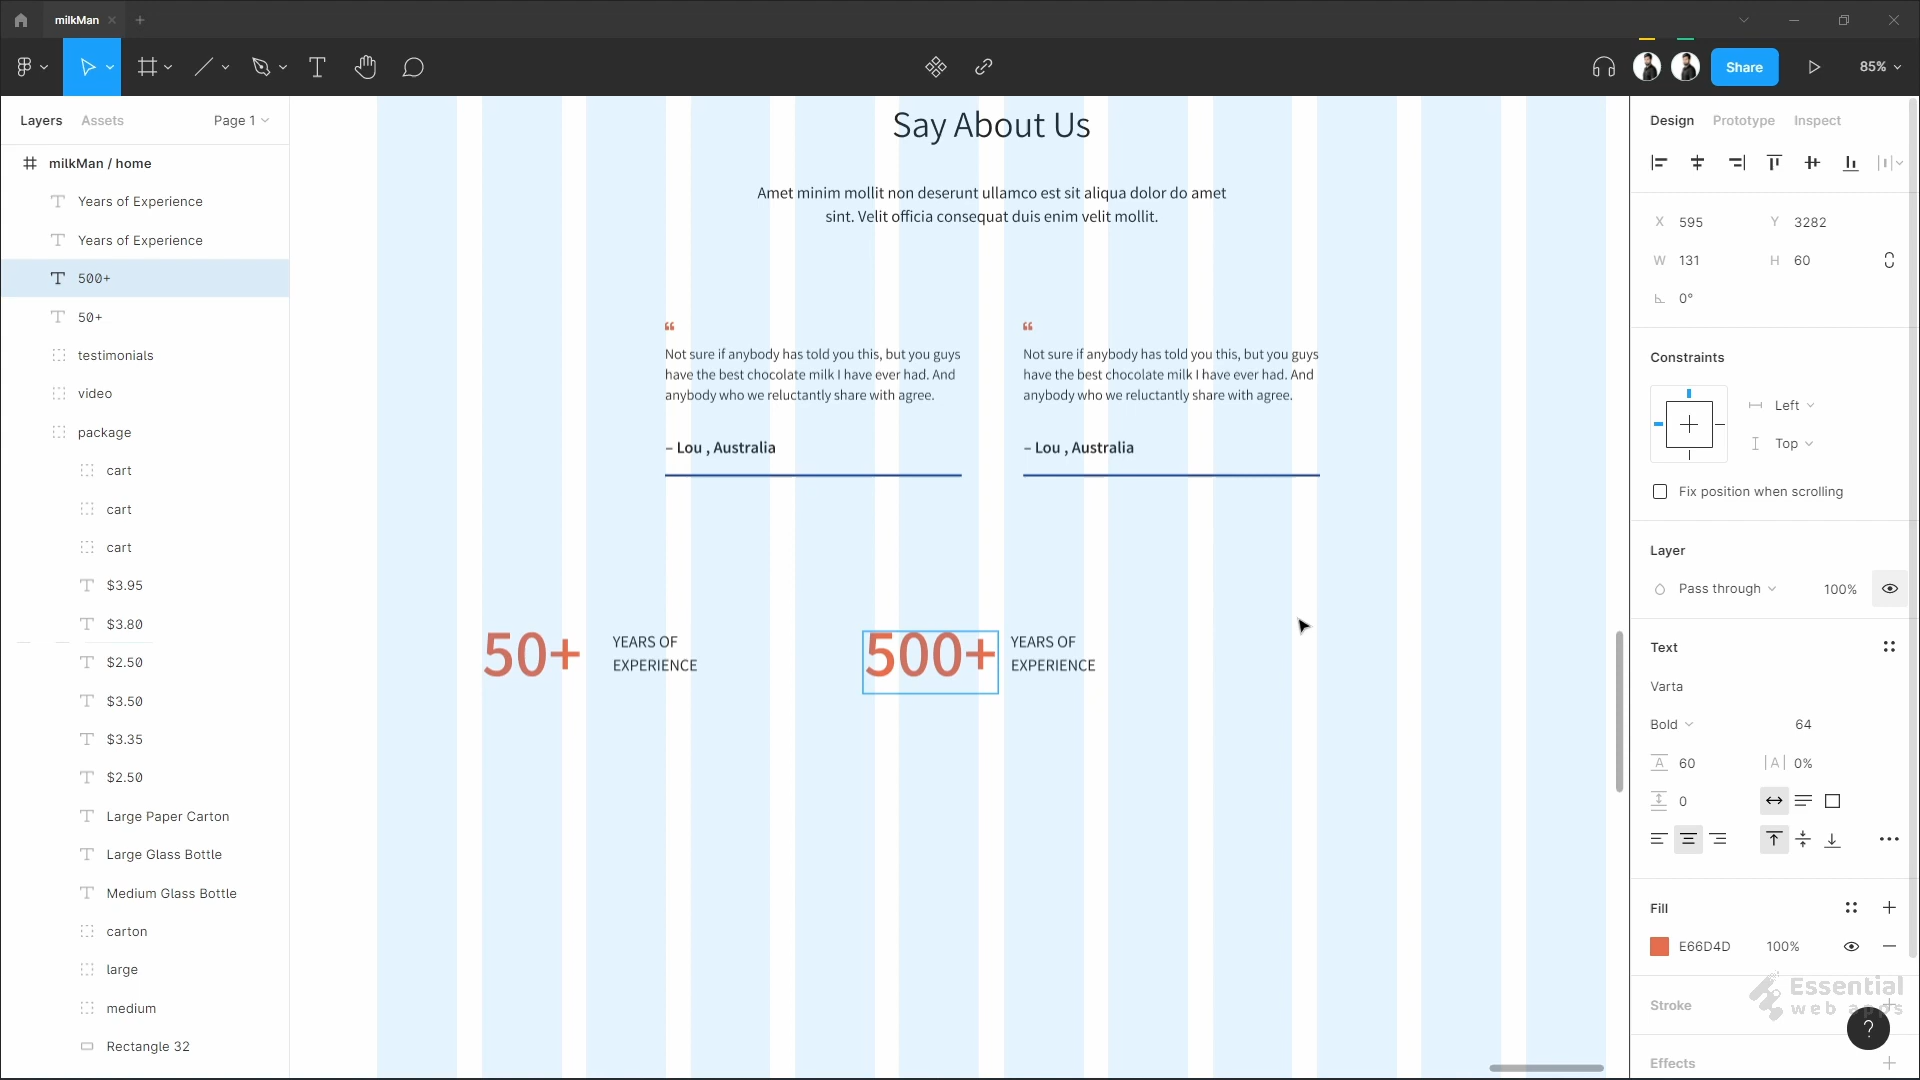 milkMan
Share
85%
Layers
Assets
Page 1
milkMan / home
Years of Experience
Years of Experience
500+
50+
testimonials
video
package
cart
cart
cart
$3.95
$3.80
$2.50
$3.50
$3.35
$2.50
Large Paper Carton
Large Glass Bottle
Medium Glass Bottle
carton
large
medium
Rectangle 32
Say About Us
Amet minim mollit non deserunt ullamco est sit aliqua dolor do amet
sint. Velit officia consequat duis enim velit mollit.
“
Not sure if anybody has told you this, but you guys
have the best chocolate milk I have ever had. And
anybody who we reluctantly share with agree.
– Lou , Australia
“
Not sure if anybody has told you this, but you guys
have the best chocolate milk I have ever had. And
anybody who we reluctantly share with agree.
– Lou , Australia
50+
YEARS OF
EXPERIENCE
500+
YEARS OF
EXPERIENCE
Design
Prototype
Inspect
X 595
Y 3282
W 131
H 60
0°
Constraints
Left
Top
Fix position when scrolling
Layer
Pass through
100%
Text
Varta
Bold
64
A 60
|A| 0%
0
Fill
E66D4D
100%
Essential
web apps
Stroke
?
Effects